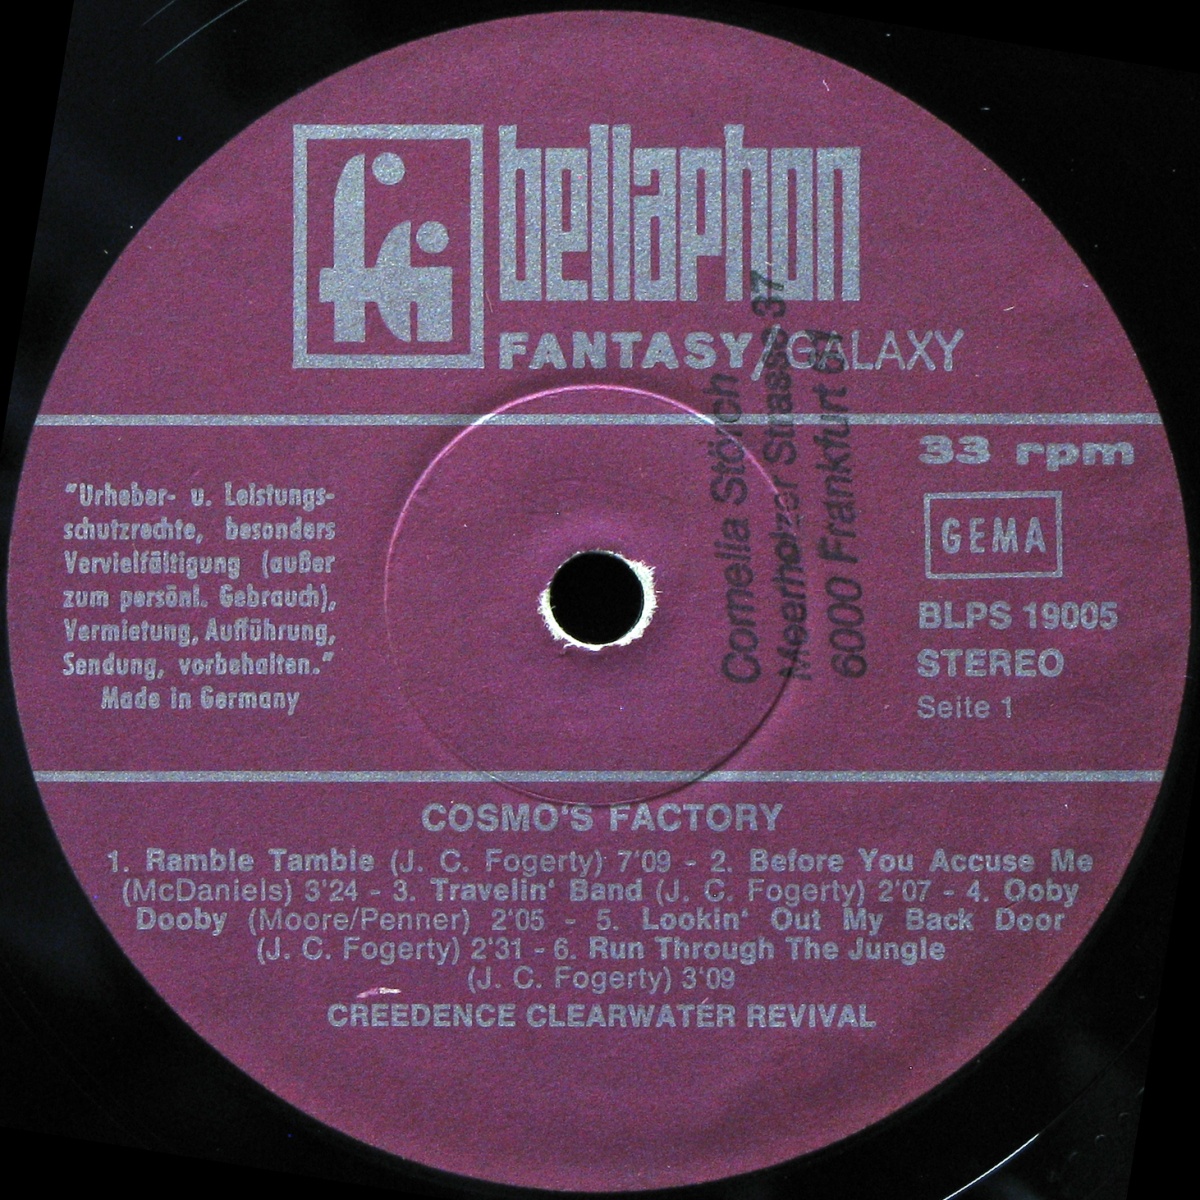 bellaphon
FANTASY/GALAXY
33 rpm
GEMA
BLPS 19005
STEREO
Seite 1
"Urheber- u. Leistungs-
schutzrechte, besonders
Vervielfältigung (außer
zum persönl. Gebrauch),
Vermietung, Aufführung,
Sendung, vorbehalten."
Made in Germany
Cornelia Störch
Meerholzer Strasse 37
6000 Frankfurt 61
COSMO'S FACTORY
1. Ramble Tamble (J. C. Fogerty) 7'09 - 2. Before You Accuse Me
(McDaniels) 3'24 - 3. Travelin' Band (J. C. Fogerty) 2'07 - 4. Ooby
Dooby (Moore/Penner) 2'05 - 5. Lookin' Out My Back Door
(J. C. Fogerty) 2'31 - 6. Run Through The Jungle
(J. C. Fogerty) 3'09
CREEDENCE CLEARWATER REVIVAL